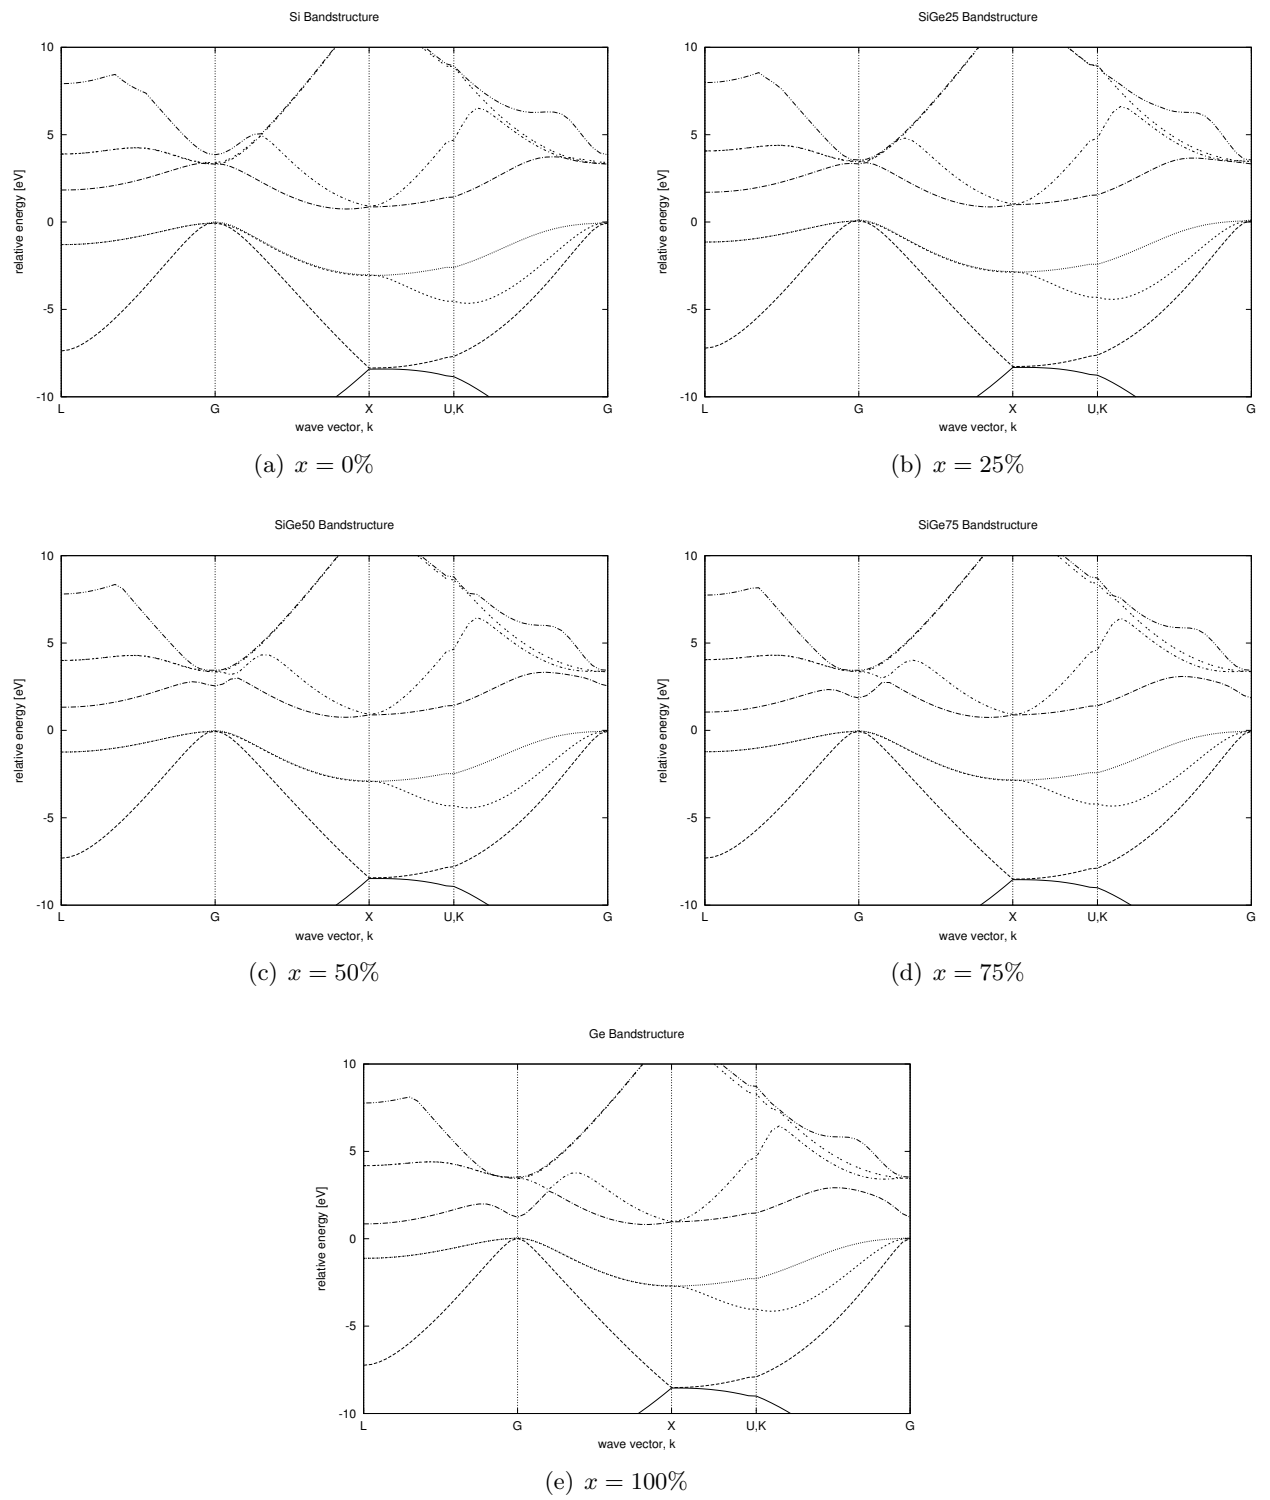 Si Bandstructure
10
5
0
-5
-10
relative energy [eV]
L G X U,K G
wave vector, k
(a) x = 0%
SiGe25 Bandstructure
10
5
0
-5
-10
relative energy [eV]
L G X U,K G
wave vector, k
(b) x = 25%
SiGe50 Bandstructure
10
5
0
-5
-10
relative energy [eV]
L G X U,K G
wave vector, k
(c) x = 50%
SiGe75 Bandstructure
10
5
0
-5
-10
relative energy [eV]
L G X U,K G
wave vector, k
(d) x = 75%
Ge Bandstructure
10
5
0
-5
-10
relative energy [eV]
L G X U,K G
wave vector, k
(e) x = 100%